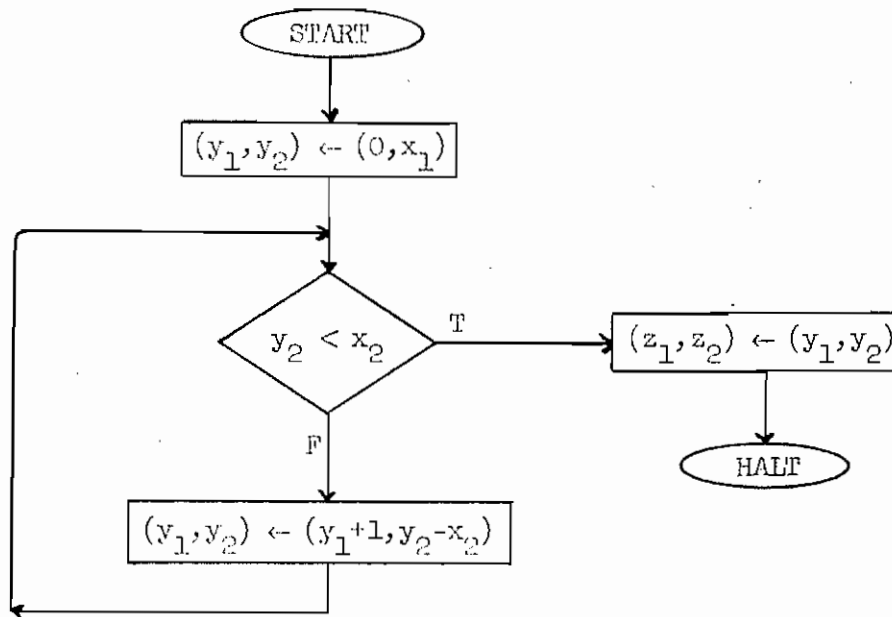 START
(y₁,y₂) ← (0,x₁)
y₂ < x₂
T
(z₁,z₂) ← (y₁,y₂)
F
HALT
(y₁,y₂) ← (y₁+1,y₂-x₂)